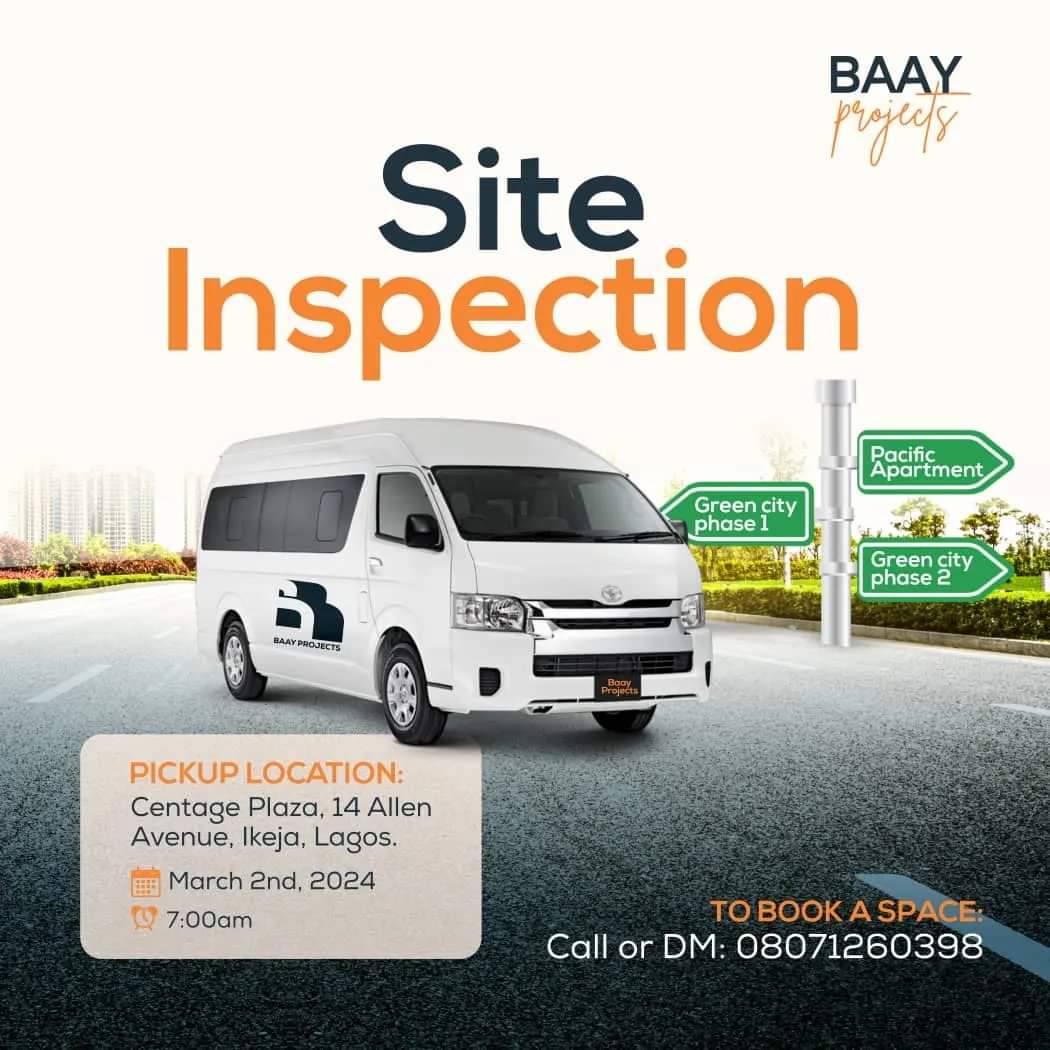 BAAY
projects
Site
Inspection
Pacific
Apartment
Green city
phase 1
Green city
phase 2
BAAY PROJECTS
Baay
Projects
PICKUP LOCATION:
Centage Plaza, 14 Allen
Avenue, Ikeja, Lagos.
March 2nd, 2024
7:00am
TO BOOK A SPACE:
Call or DM: 08071260398